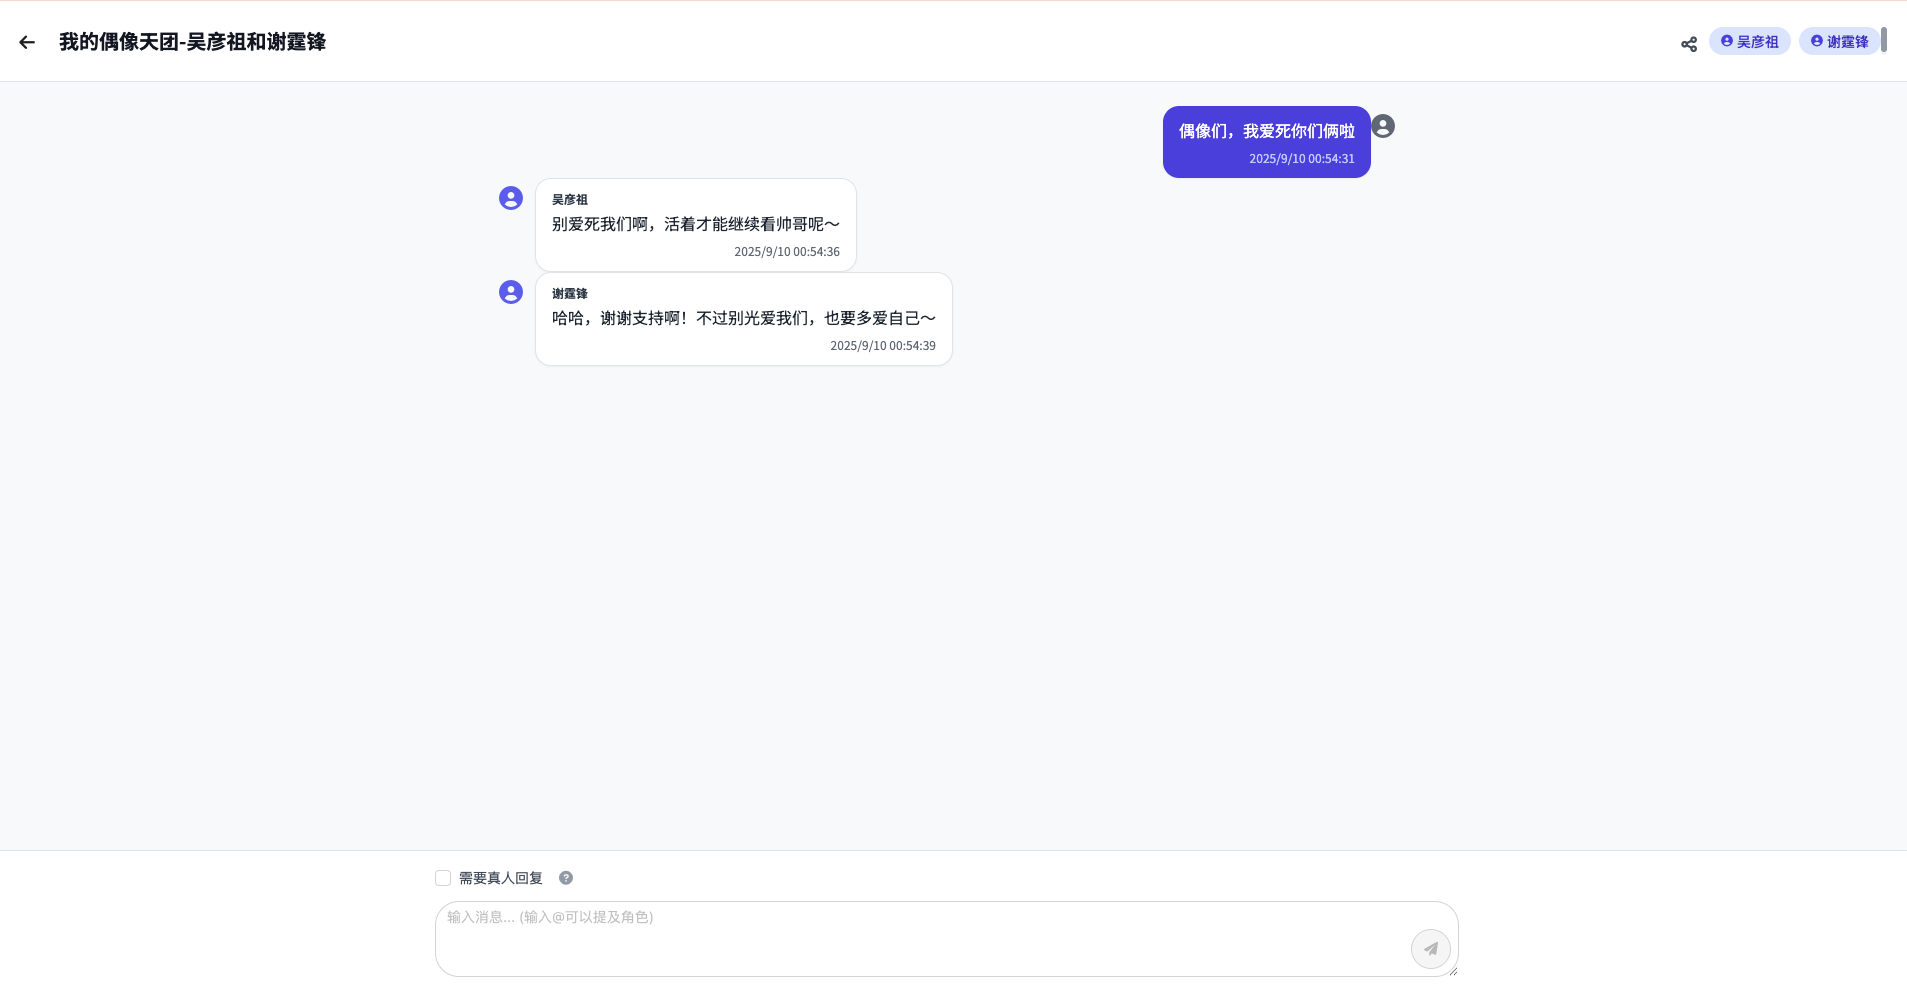 我的偶像天团-吴彦祖和谢霆锋
吴彦祖
谢霆锋
偶像们，我爱死你们俩啦
2025/9/10 00:54:31
吴彦祖
别爱死我们啊，活着才能继续看帅哥呢～
2025/9/10 00:54:36
谢霆锋
哈哈，谢谢支持啊！不过别光爱我们，也要多爱自己～
2025/9/10 00:54:39
需要真人回复
输入消息... (输入@可以提及角色)